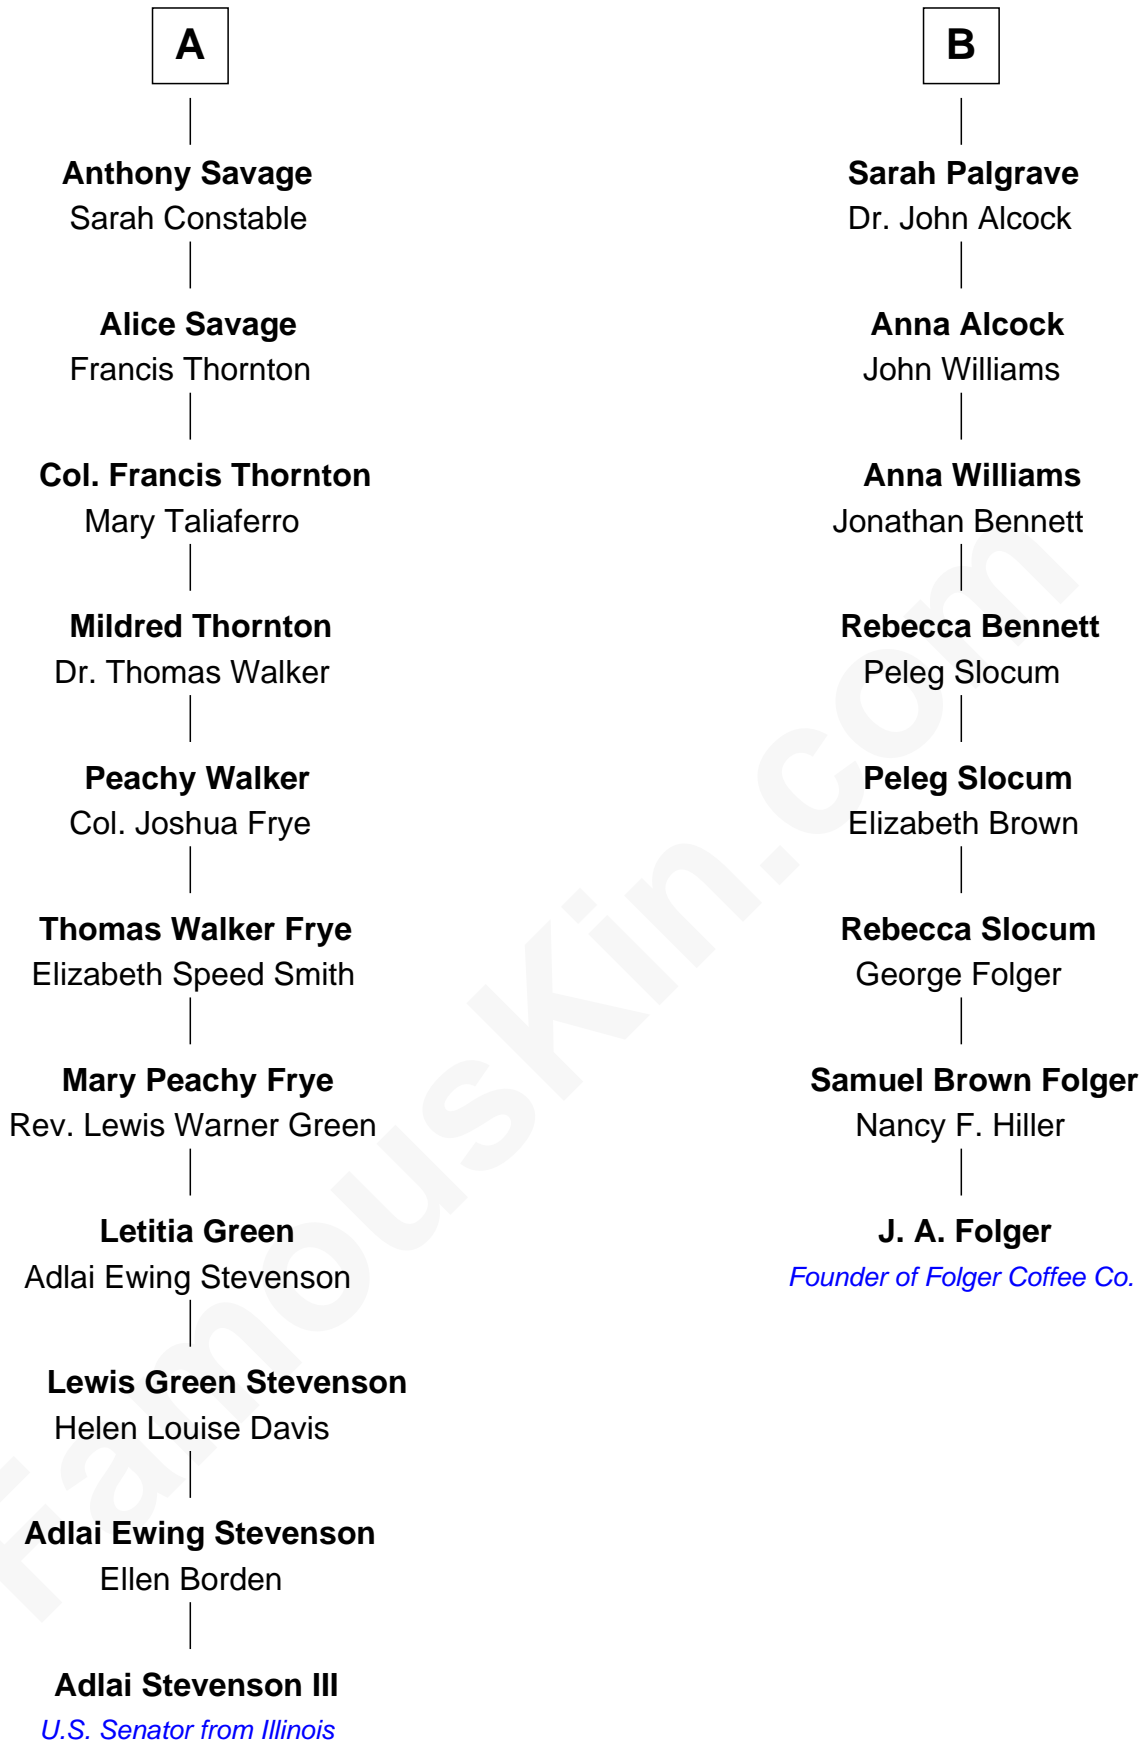 A
Anthony Savage
Sarah Constable
Alice Savage
Francis Thornton
Col. Francis Thornton
Mary Taliaferro
Mildred Thornton
Dr. Thomas Walker
Peachy Walker
Col. Joshua Frye
Thomas Walker Frye
Elizabeth Speed Smith
Mary Peachy Frye
Rev. Lewis Warner Green
Letitia Green
Adlai Ewing Stevenson
Lewis Green Stevenson
Helen Louise Davis
Adlai Ewing Stevenson
Ellen Borden
Adlai Stevenson III
U.S. Senator from Illinois
B
Sarah Palgrave
Dr. John Alcock
Anna Alcock
John Williams
Anna Williams
Jonathan Bennett
Rebecca Bennett
Peleg Slocum
Peleg Slocum
Elizabeth Brown
Rebecca Slocum
George Folger
Samuel Brown Folger
Nancy F. Hiller
J. A. Folger
Founder of Folger Coffee Co.
FamousKin.com